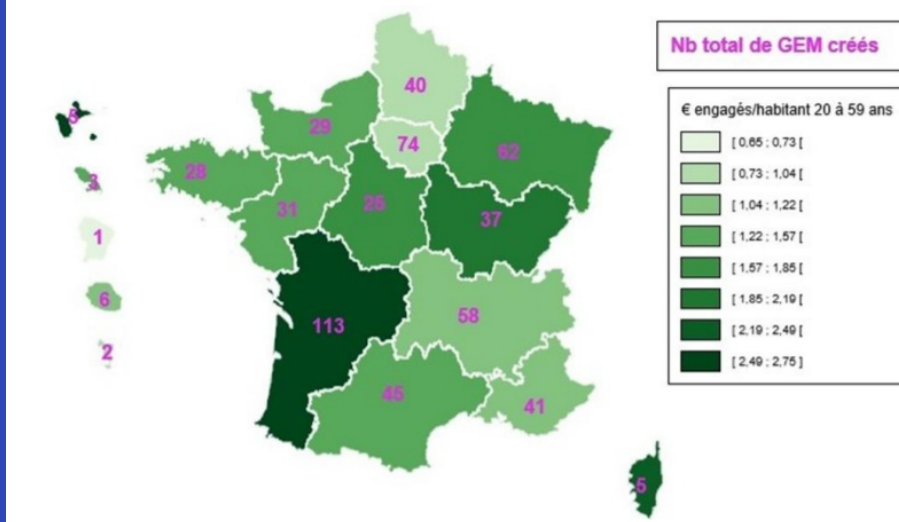 Nb total de GEM créés
€ engagés/habitant 20 à 59 ans
[ 0,65 ; 0,73 [
[ 0,73 ; 1,04 [
[ 1,04 ; 1,22 [
[ 1,22 ; 1,57 [
[ 1,57 ; 1,85 [
[ 1,85 ; 2,19 [
[ 2,19 ; 2,49 [
[ 2,49 ; 2,75 ]
40
5
29
74
62
28
3
31
25
37
1
6
58
113
2
45
41
5